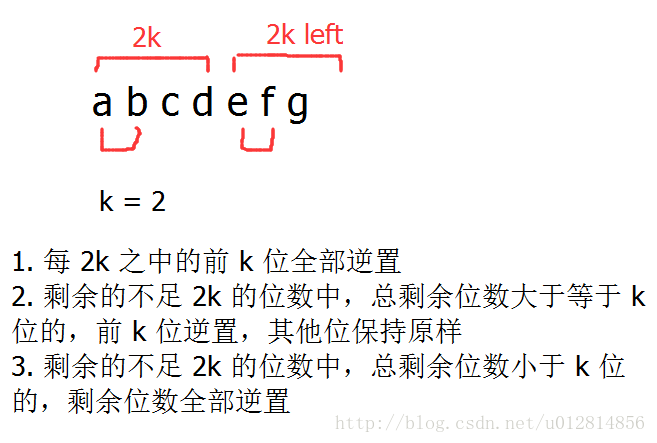 2k 2k left
a b c d e f g
k = 2
1. 每 2k 之中的前 k 位全部逆置
2. 剩余的不足 2k 的位数中，总剩余位数大于等于 k
位的，前 k 位逆置，其他位保持原样
3. 剩余的不足 2k 的位数中，总剩余位数小于 k 位
的，剩余位数全部逆置
http://blog.csdn.net/u012814856